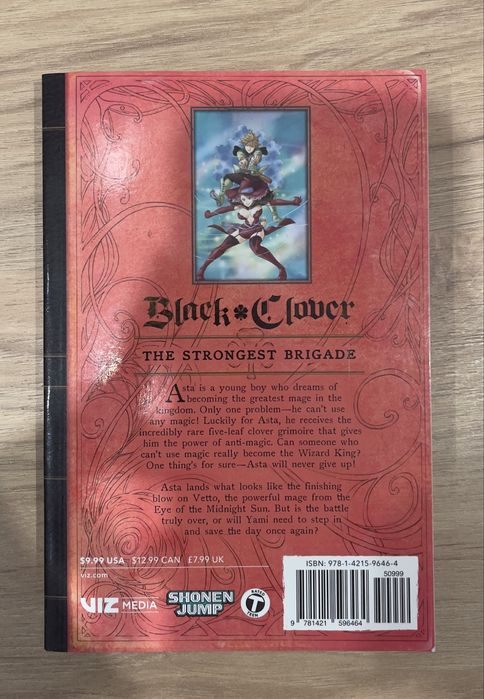 Black Clover
THE STRONGEST BRIGADE
Asta is a young boy who dreams of
becoming the greatest mage in the
kingdom. Only one problem—he can't use
any magic! Luckily for Asta, he receives the
incredibly rare five-leaf clover grimoire that gives
him the power of anti-magic. Can someone who
can't use magic really become the Wizard King?
One thing's for sure—Asta will never give up!
Asta lands what looks like the finishing
blow on Vetto, the powerful mage from the
Eye of the Midnight Sun. But is the battle
truly over, or will Yami need to step in
and save the day once again?
$9.99 USA $12.99 CAN £7.99 UK
viz.com
VIZ MEDIA
SHONEN
JUMP
RATED
T
TEEN
ISBN: 978-1-4215-9646-4
50999
9 781421 596464